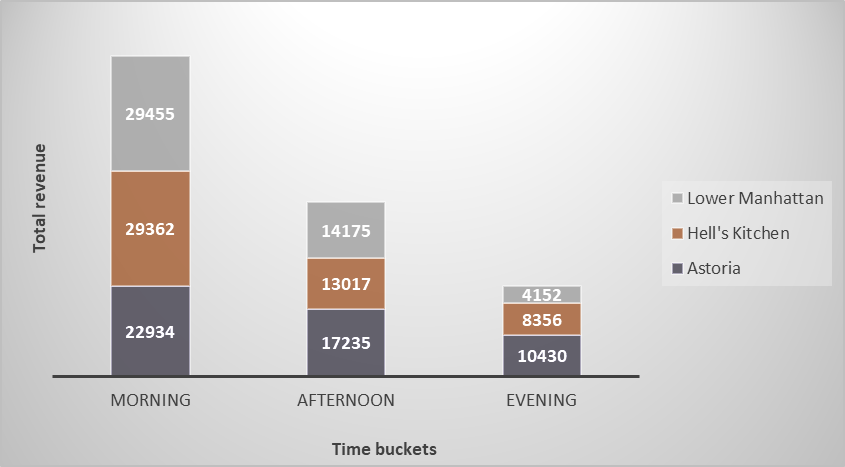 Total revenue
29455
29362
22934
14175
13017
17235
4152
8356
10430
MORNING
AFTERNOON
EVENING
Time buckets
Lower Manhattan
Hell's Kitchen
Astoria